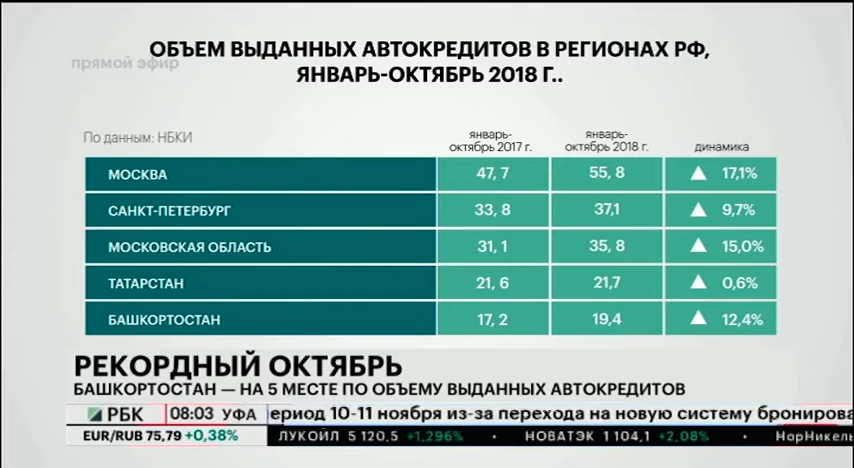 ОБЪЕМ ВЫДАННЫХ АВТОКРЕДИТОВ В РЕГИОНАХ РФ,
прямой эфир
ЯНВАРЬ-ОКТЯБРЬ 2018 Г..
По данным: НБКИ
январь-октябрь 2017 г.
январь-октябрь 2018 г.
динамика
МОСКВА 47, 7 55, 8 ▲ 17,1%
САНКТ-ПЕТЕРБУРГ 33, 8 37,1 ▲ 9,7%
МОСКОВСКАЯ ОБЛАСТЬ 31, 1 35, 8 ▲ 15,0%
ТАТАРСТАН 21, 6 21,7 ▲ 0,6%
БАШКОРТОСТАН 17, 2 19,4 ▲ 12,4%
РЕКОРДНЫЙ ОКТЯБРЬ
БАШКОРТОСТАН — НА 5 МЕСТЕ ПО ОБЪЕМУ ВЫДАННЫХ АВТОКРЕДИТОВ
РБК 08:03 УФА ериод 10-11 ноября из-за перехода на новую систему бронирова
EUR/RUB 75,79 +0,38% ЛУКОЙЛ 5 120,5 +1,296% • НОВАТЭК 1 104,1 +2,08% • НорНикель